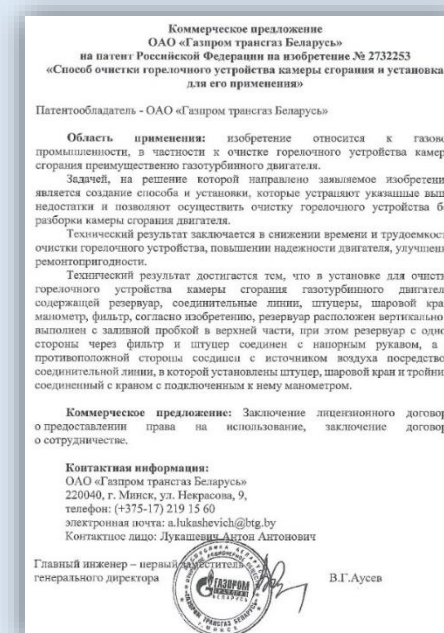 Коммерческое предложение
ОАО «Газпром трансгаз Беларусь»
на патент Российской Федерации на изобретение № 2732253
«Способ очистки горелочного устройства камеры сгорания и установка
для его применения»
Патентообладатель - ОАО «Газпром трансгаз Беларусь»
Область применения: изобретение относится к газово
промышленности, в частности к очистке горелочного устройства камер
сгорания преимущественно газотурбинного двигателя.
Задачей, на решение которой направлено заявляемое изобретени
является создание способа и установки, которые устраняют указанные выш
недостатки и позволяют осуществить очистку горелочного устройства б
разборки камеры сгорания двигателя.
Технический результат заключается в снижении времени и трудоемкост
очистки горелочного устройства, повышении надежности двигателя, улучшени
ремонтопригодности.
Технический результат достигается тем, что в установке для очистк
горелочного устройства камеры сгорания газотурбинного двигател
содержащей резервуар, соединительные линии, штуцеры, шаровой кра
манометр, фильтр, согласно изобретению, резервуар расположен вертикально
выполнен с заливной пробкой в верхней части, при этом резервуар с одно
стороны через фильтр и штуцер соединен с напорным рукавом, а
противоположной стороны соединен с источником воздуха посредство
соединительной линии, в которой установлены штуцер, шаровой кран и тройни
соединенный с краном с подключенным к нему манометром.
Коммерческое предложение: Заключение лицензионного договор
о предоставлении права на использование, заключение договор
о сотрудничестве.
Контактная информация:
ОАО «Газпром трансгаз Беларусь»
220040, г. Минск, ул. Некрасова, 9,
телефон: (+375-17) 219 15 60
электронная почта: a.lukashevich@btg.by
Контактное лицо: Лукашевич Антон Антонович
Главный инженер – первый заместитель
генерального директора В.Г.Аусев
ГАЗПРОМ